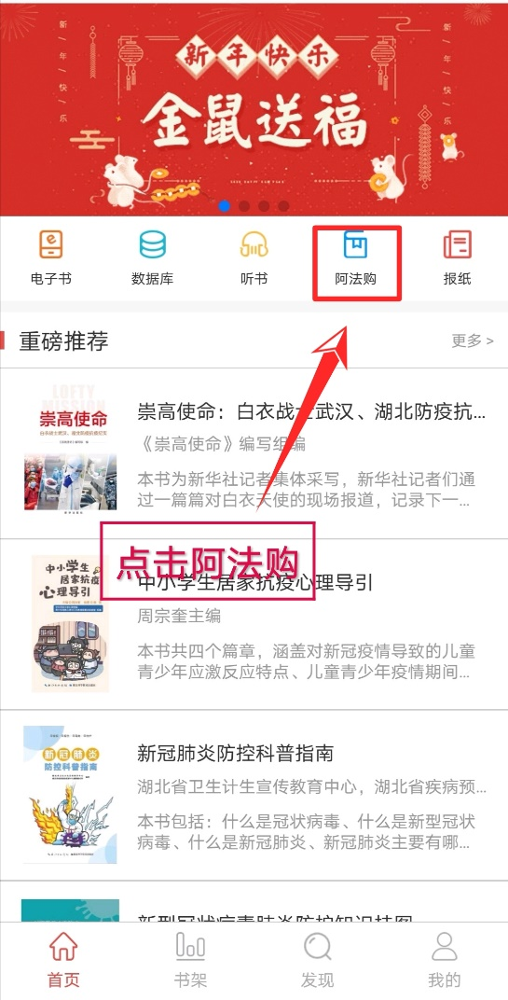 新年快乐
新年快乐
新年快乐
金鼠送福
电子书
数据库
听书
阿法购
报纸
重磅推荐
更多 >
LOFTY
MISSION
崇高使命
崇高使命：白衣战士武汉、湖北防疫抗...
《崇高使命》编写组编
本书为新华社记者集体采写，新华社记者们通
过一篇篇对白衣天使的现场报道，记录下一...
点击阿法购
中小学生
居家抗疫
心理导引
中小学生居家抗疫心理导引
周宗奎主编
本书共四个篇章，涵盖对新冠疫情导致的儿童
青少年应激反应特点、儿童青少年疫情期间...
新冠肺炎
防控科普指南
新冠肺炎防控科普指南
湖北省卫生计生宣传教育中心，湖北省疾病预...
本书包括：什么是冠状病毒、什么是新型冠状
病毒、什么是新冠肺炎、新冠肺炎主要有哪...
新型冠状病毒肺炎防护知识挂图
首页
书架
发现
我的